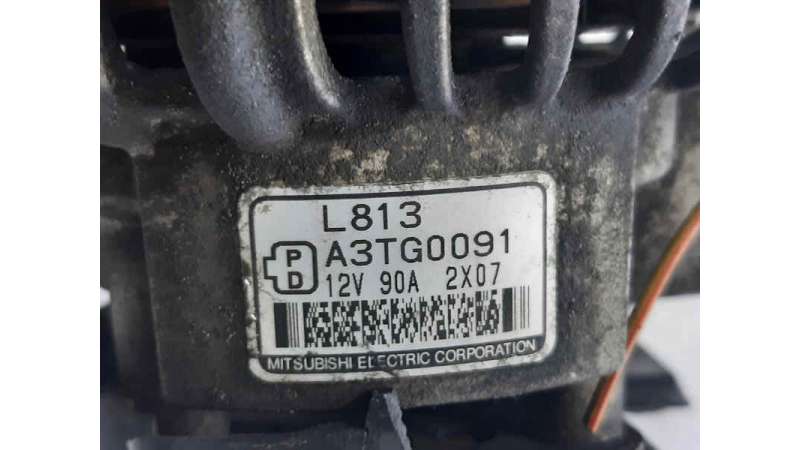 L813
PD A3TG0091
12V 90A 2X07
MITSUBISHI ELECTRIC CORPORATION